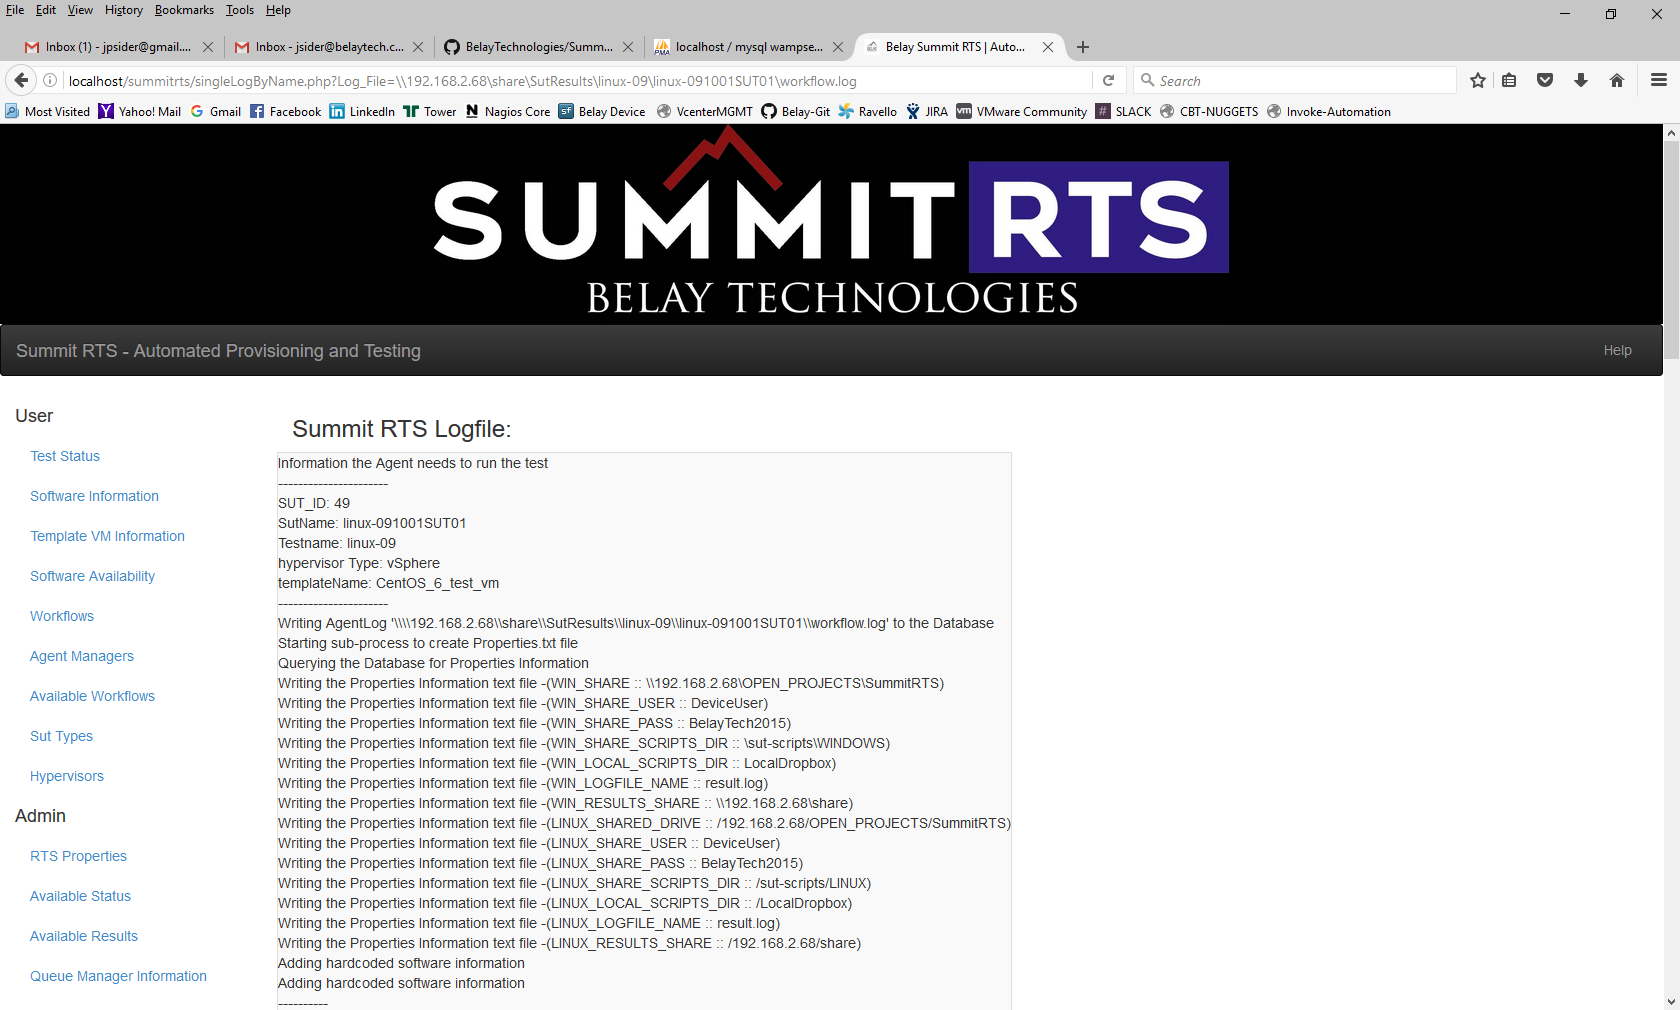 File Edit View History Bookmarks Tools Help
Inbox (1) - jpsider@gmail.... Inbox - jsider@belaytech.c... BelayTechnologies/Summ... localhost / mysql wampse... Belay Summit RTS | Auto...
localhost/summitrts/singleLogByName.php?Log_File=\\192.168.2.68\share\SutResults\linux-09\linux-091001SUT01\workflow.log Search
Most Visited Yahoo! Mail Gmail Facebook LinkedIn Tower Nagios Core Belay Device VcenterMGMT Belay-Git Ravello JIRA VMware Community SLACK CBT-NUGGETS Invoke-Automation
SUMMIT RTS
BELAY TECHNOLOGIES
Summit RTS - Automated Provisioning and Testing Help
User
Test Status
Software Information
Template VM Information
Software Availability
Workflows
Agent Managers
Available Workflows
Sut Types
Hypervisors
Admin
RTS Properties
Available Status
Available Results
Queue Manager Information
Summit RTS Logfile:
Information the Agent needs to run the test
----------------------
SUT_ID: 49
SutName: linux-091001SUT01
Testname: linux-09
hypervisor Type: vSphere
templateName: CentOS_6_test_vm
----------------------
Writing AgentLog '\\\\192.168.2.68\\share\\SutResults\\linux-09\\linux-091001SUT01\\workflow.log' to the Database
Starting sub-process to create Properties.txt file
Querying the Database for Properties Information
Writing the Properties Information text file -(WIN_SHARE :: \\192.168.2.68\OPEN_PROJECTS\SummitRTS)
Writing the Properties Information text file -(WIN_SHARE_USER :: DeviceUser)
Writing the Properties Information text file -(WIN_SHARE_PASS :: BelayTech2015)
Writing the Properties Information text file -(WIN_SHARE_SCRIPTS_DIR :: \sut-scripts\WINDOWS)
Writing the Properties Information text file -(WIN_LOCAL_SCRIPTS_DIR :: LocalDropbox)
Writing the Properties Information text file -(WIN_LOGFILE_NAME :: result.log)
Writing the Properties Information text file -(WIN_RESULTS_SHARE :: \\192.168.2.68\share)
Writing the Properties Information text file -(LINUX_SHARED_DRIVE :: /192.168.2.68/OPEN_PROJECTS/SummitRTS)
Writing the Properties Information text file -(LINUX_SHARE_USER :: DeviceUser)
Writing the Properties Information text file -(LINUX_SHARE_PASS :: BelayTech2015)
Writing the Properties Information text file -(LINUX_SHARE_SCRIPTS_DIR :: /sut-scripts/LINUX)
Writing the Properties Information text file -(LINUX_LOCAL_SCRIPTS_DIR :: /LocalDropbox)
Writing the Properties Information text file -(LINUX_LOGFILE_NAME :: result.log)
Writing the Properties Information text file -(LINUX_RESULTS_SHARE :: /192.168.2.68/share)
Adding hardcoded software information
Adding hardcoded software information
----------